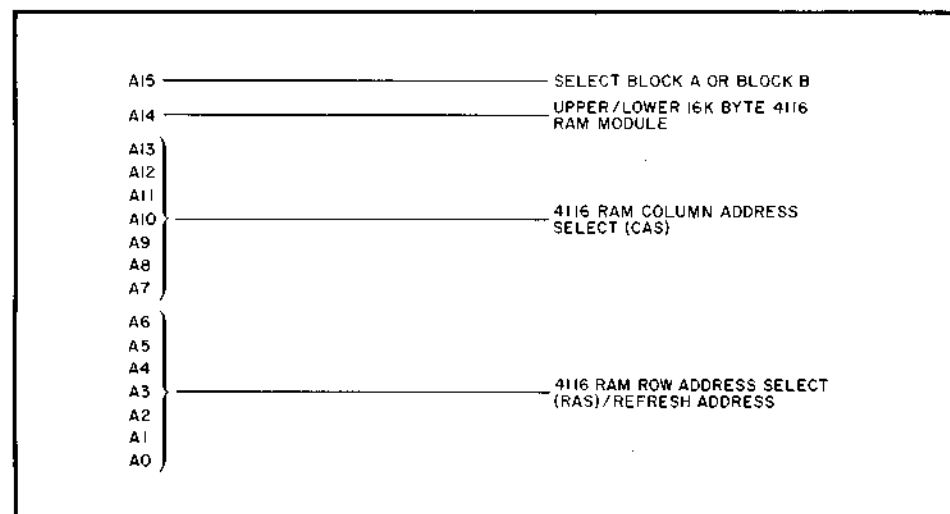 A15 SELECT BLOCK A OR BLOCK B
A14 UPPER/LOWER 16K BYTE 4116
RAM MODULE
A13
A12
A11
A10 4116 RAM COLUMN ADDRESS
SELECT (CAS)
A9
A8
A7
A6
A5
A4
A3 4116 RAM ROW ADDRESS SELECT
(RAS)/REFRESH ADDRESS
A2
A1
A0